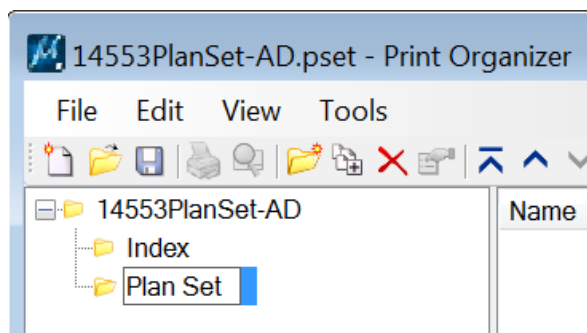 14553PlanSet-AD.pset - Print Organizer
File Edit View Tools
14553PlanSet-AD
Name
Index
Plan Set